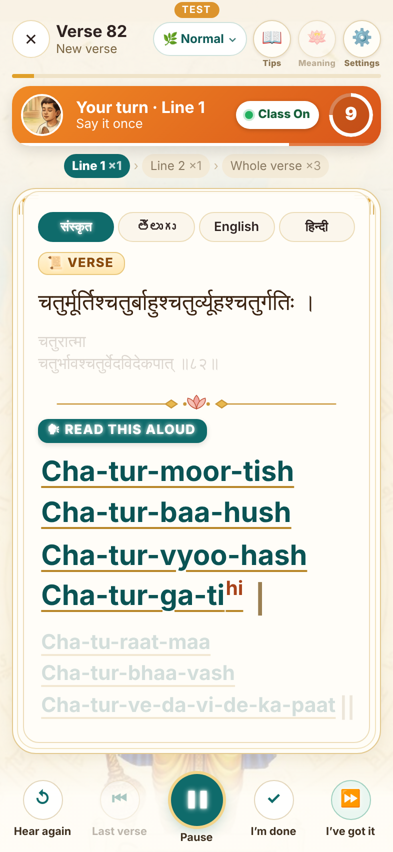 TEST
Verse 82
New verse
Normal
Tips
Meaning
Settings
Your turn · Line 1
Say it once
Class On
9
Line 1 ×1 › Line 2 ×1 › Whole verse ×3
संस्कृत
తెలుగు
English
हिन्दी
VERSE
चतुर्मूर्तिश्चतुर्बाहुश्चतुर्व्यूहश्चतुर्गतिः ।
चतुरात्मा
चतुर्भावश्चतुर्वेदविदेकपात् ॥८२॥
READ THIS ALOUD
Cha-tur-moor-tish
Cha-tur-baa-hush
Cha-tur-vyoo-hash
Cha-tur-ga-tihi |
Cha-tu-raat-maa
Cha-tur-bhaa-vash
Cha-tur-ve-da-vi-de-ka-paat ||
Hear again
Last verse
Pause
I'm done
I've got it